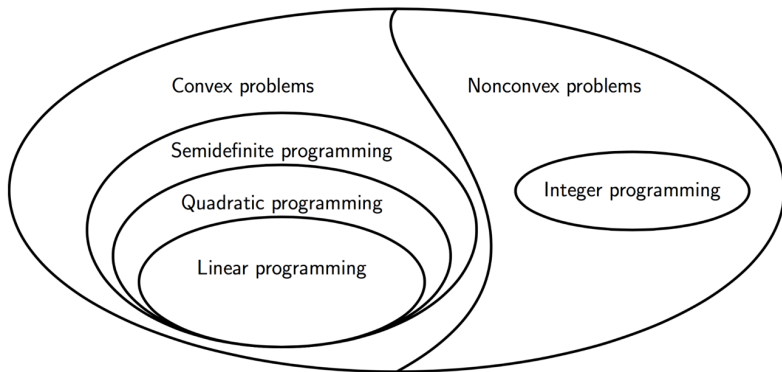 Convex problems
Nonconvex problems
Semidefinite programming
Integer programming
Quadratic programming
Linear programming